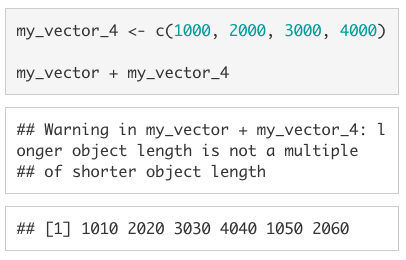 my_vector_4 <- c(1000, 2000, 3000, 4000)
my_vector + my_vector_4
## Warning in my_vector + my_vector_4: l
onger object length is not a multiple
## of shorter object length
## [1] 1010 2020 3030 4040 1050 2060